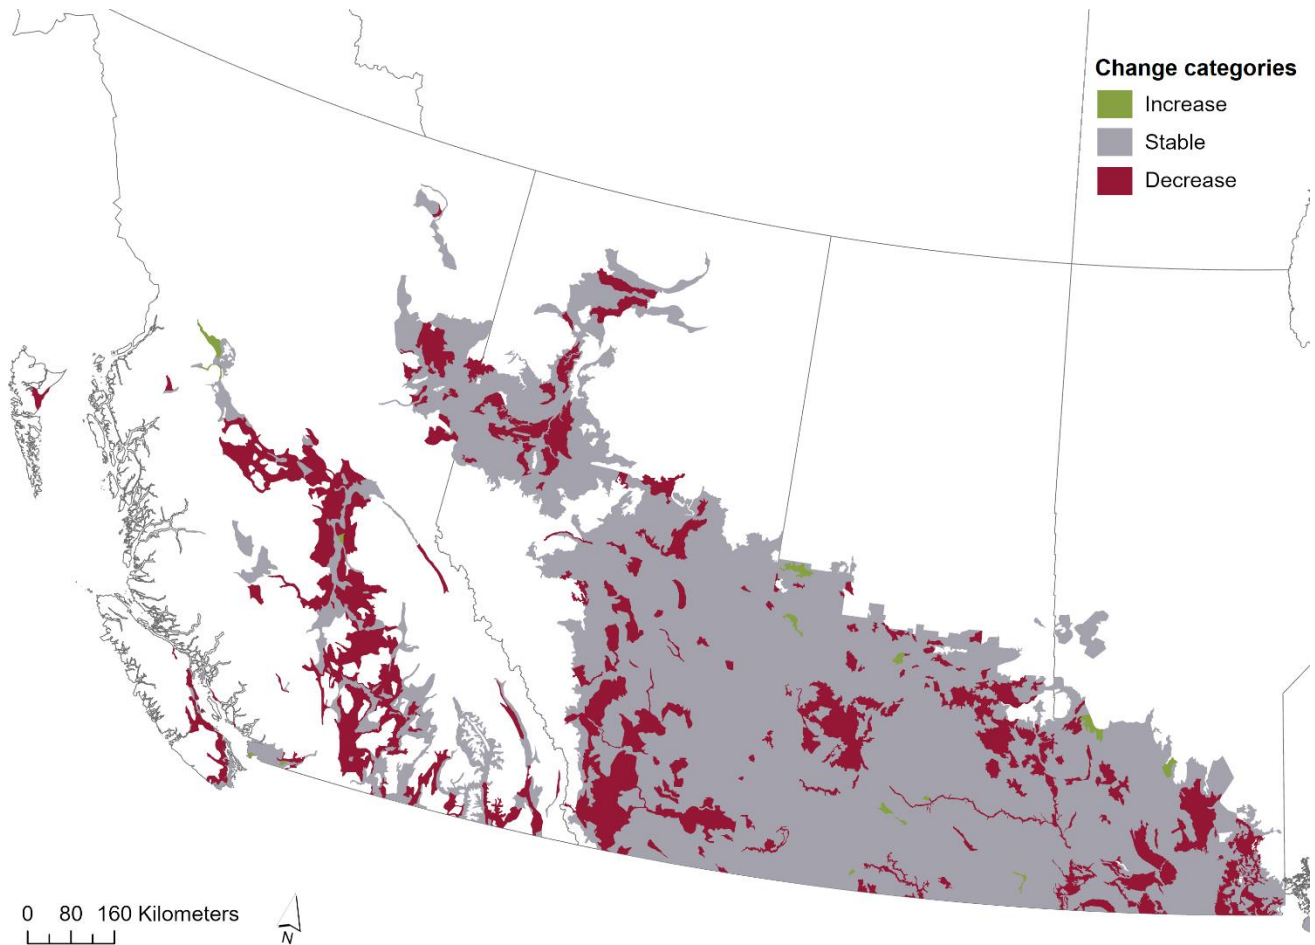 Change categories
Increase
Stable
Decrease
0 80 160 Kilometers
N